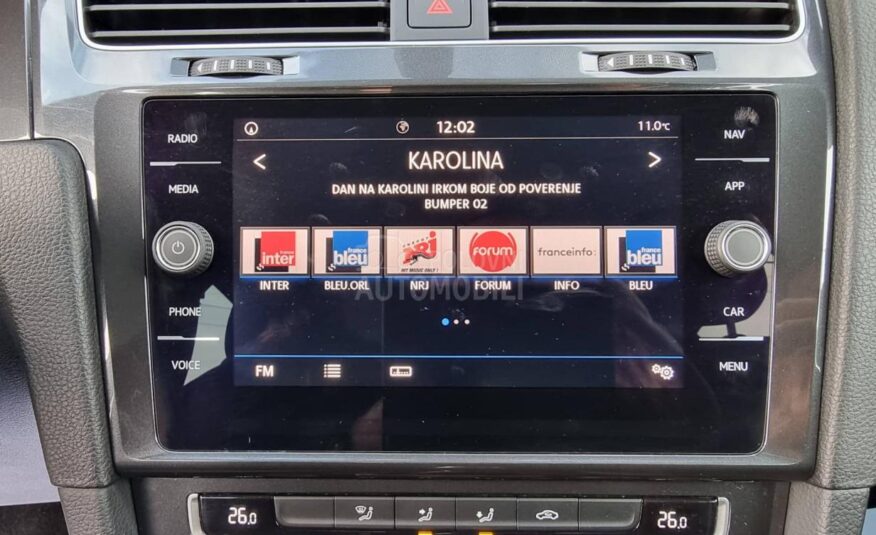 RADIO
MEDIA
PHONE
VOICE
NAV
APP
CAR
MENU
12:02
11.0°C
< KAROLINA >
DAN NA KAROLINI IRKOM BOJE OD POVERENJE
BUMPER 02
france inter
france bleu
NRJ
HIT MUSIC ONLY!
FORUM
franceinfo:
france bleu
INTER
BLEU.ORL
NRJ
FORUM
INFO
BLEU
AUTOMOBILI
FM
26.0
26.0